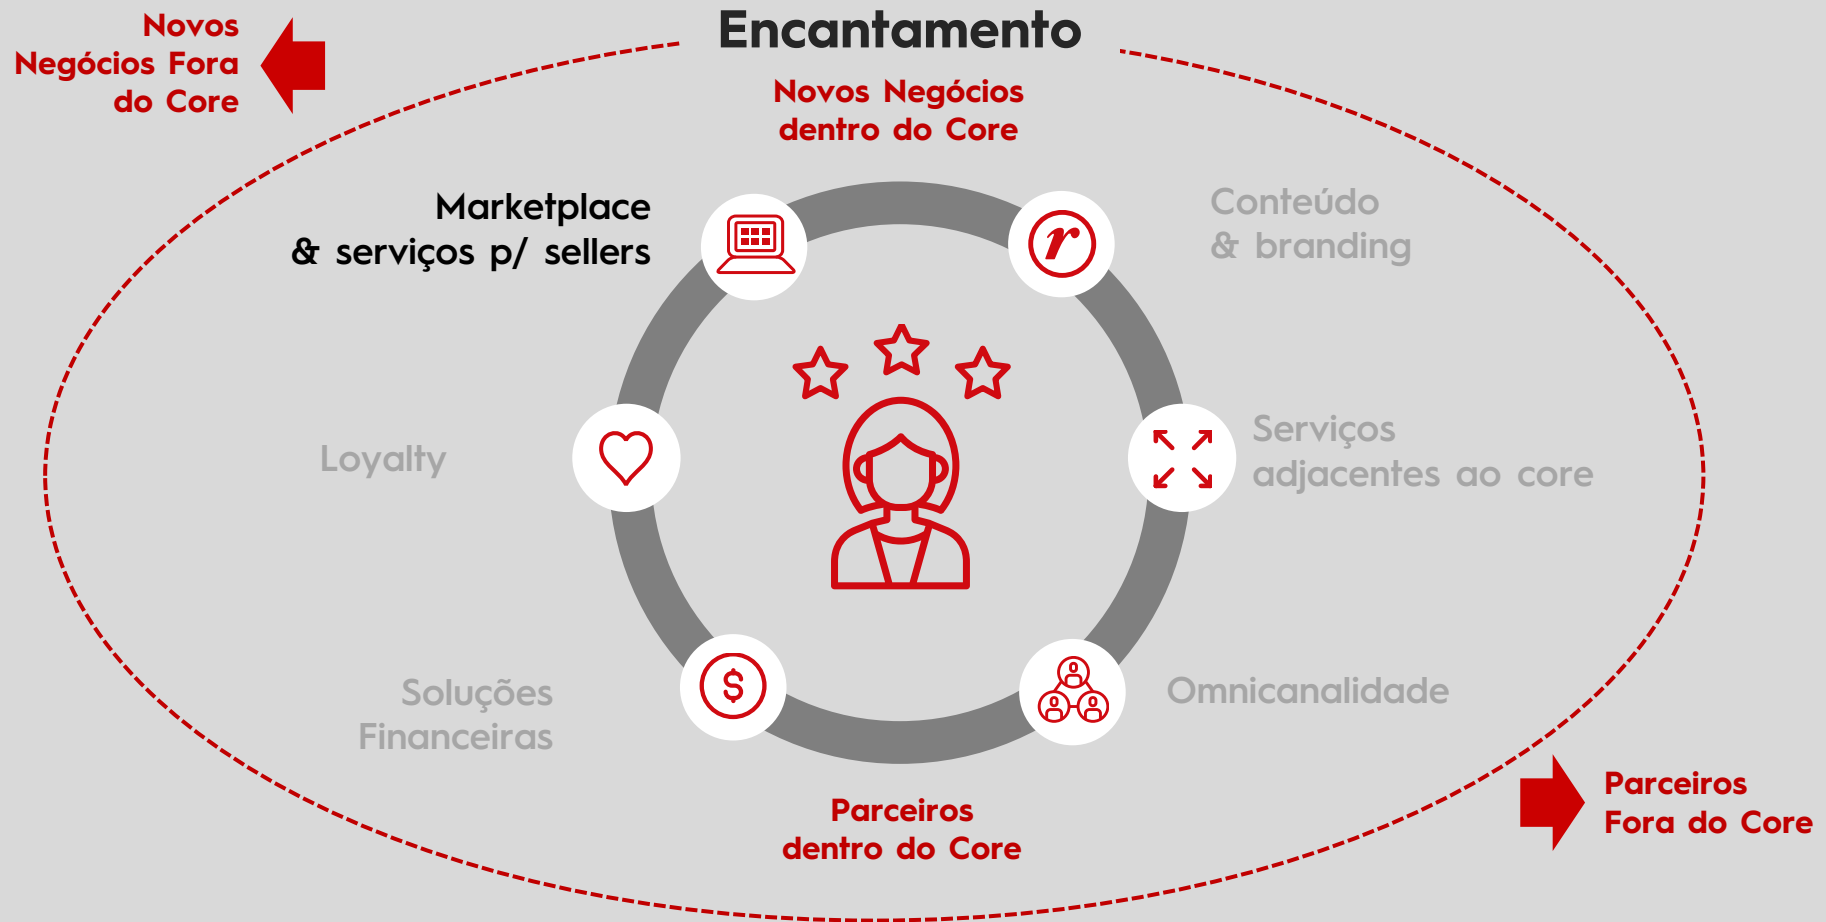 Encantamento
Novos
Negócios Fora
do Core
Novos Negócios
dentro do Core
Marketplace
& serviços p/ sellers
r
Conteúdo
& branding
Loyalty
Serviços
adjacentes ao core
Soluções
Financeiras
$
Omnicanalidade
Parceiros
dentro do Core
Parceiros
Fora do Core